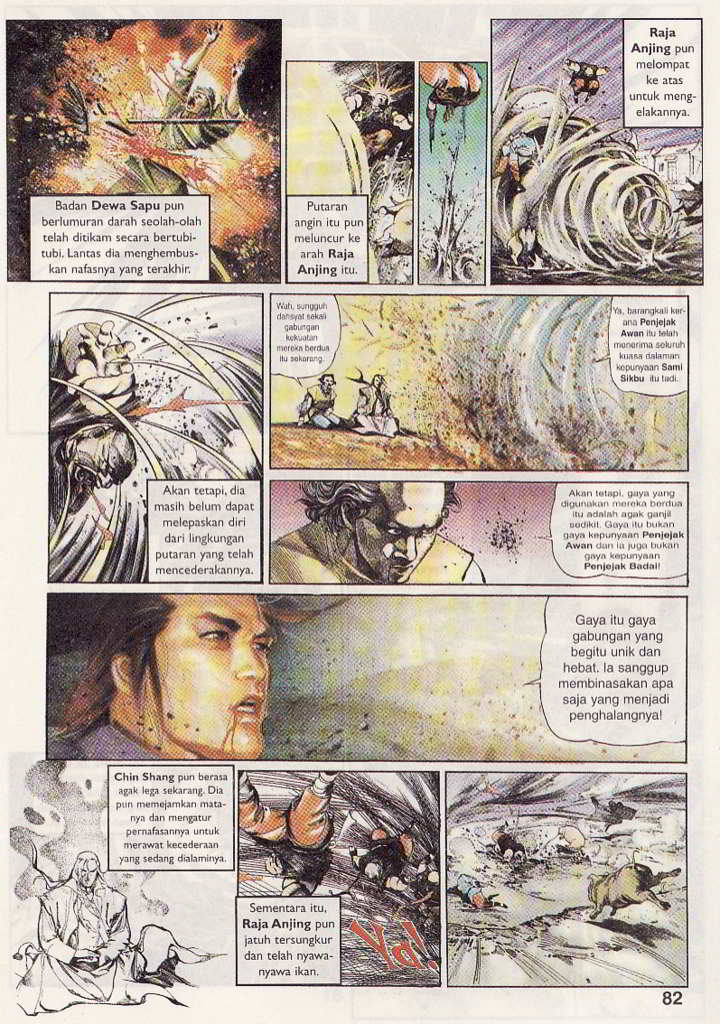 Badan Dewa Sapu pun
berlumuran darah seolah-olah
telah ditikam secara bertubi-
tubi. Lantas dia menghembus-
kan nafasnya yang terakhir.
Putaran
angin itu pun
meluncur ke
arah Raja
Anjing itu.
Raja
Anjing pun
melompat
ke atas
untuk meng-
elakannya.
Akan tetapi, dia
masih belum dapat
melepaskan diri
dari lingkungan
putaran yang telah
mencederakannya.
Wah, sungguh
dahsyat sekali
gabungan
kekuatan
mereka berdua
itu sekarang.
Ya, barangkali ker-
ana Penjejak
Awan itu telah
menerima seluruh
kuasa dalaman
kepunyaan Sami
Sikbu itu tadi.
Akan tetapi, gaya yang
digunakan mereka berdua
itu adalah agak ganjil
sedikit. Gaya itu bukan
gaya kepunyaan Penjejak
Awan dan ia juga bukan
gaya kepunyaan
Penjejak Badai!
Gaya itu gaya
gabungan yang
begitu unik dan
hebat. Ia sanggup
membinasakan apa
saja yang menjadi
penghalangnya!
Chin Shang pun berasa
agak lega sekarang. Dia
pun memejamkan mata-
nya dan mengatur
pernafasannya untuk
merawat kecederaan
yang sedang dialaminya.
Sementara itu,
Raja Anjing pun
jatuh tersungkur
dan telah nyawa-
nyawa ikan.
Ya!
82